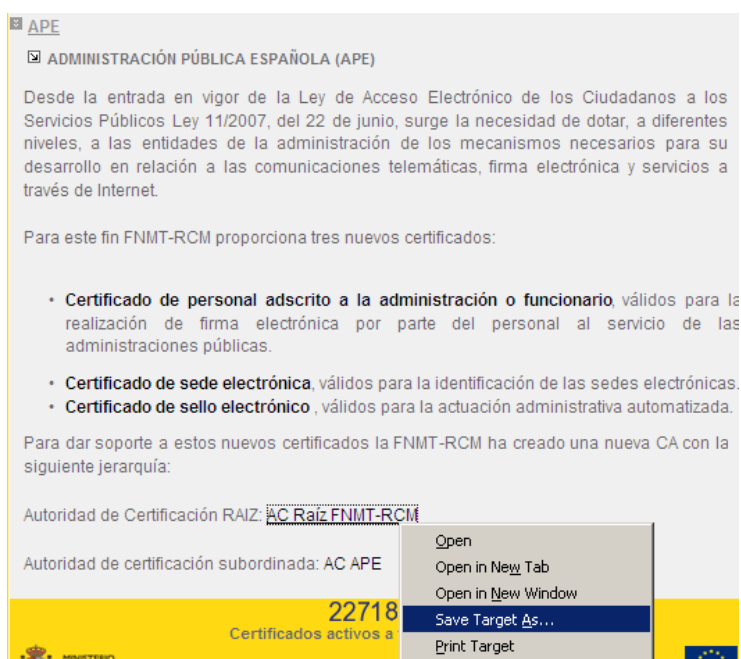 APE
ADMINISTRACIÓN PÚBLICA ESPAÑOLA (APE)
Desde la entrada en vigor de la Ley de Acceso Electrónico de los Ciudadanos a los
Servicios Públicos Ley 11/2007, del 22 de junio, surge la necesidad de dotar, a diferentes
niveles, a las entidades de la administración de los mecanismos necesarios para su
desarrollo en relación a las comunicaciones telemáticas, firma electrónica y servicios a
través de Internet.
Para este fin FNMT-RCM proporciona tres nuevos certificados:
• Certificado de personal adscrito a la administración o funcionario, válidos para la
realización de firma electrónica por parte del personal al servicio de las
administraciones públicas.
• Certificado de sede electrónica, válidos para la identificación de las sedes electrónicas.
• Certificado de sello electrónico , válidos para la actuación administrativa automatizada.
Para dar soporte a estos nuevos certificados la FNMT-RCM ha creado una nueva CA con la
siguiente jerarquía:
Autoridad de Certificación RAIZ: AC Raíz FNMT-RCM
Autoridad de certificación subordinada: AC APE
Open
Open in New Tab
Open in New Window
Save Target As...
Print Target
22718
Certificados activos a
MINISTERIO